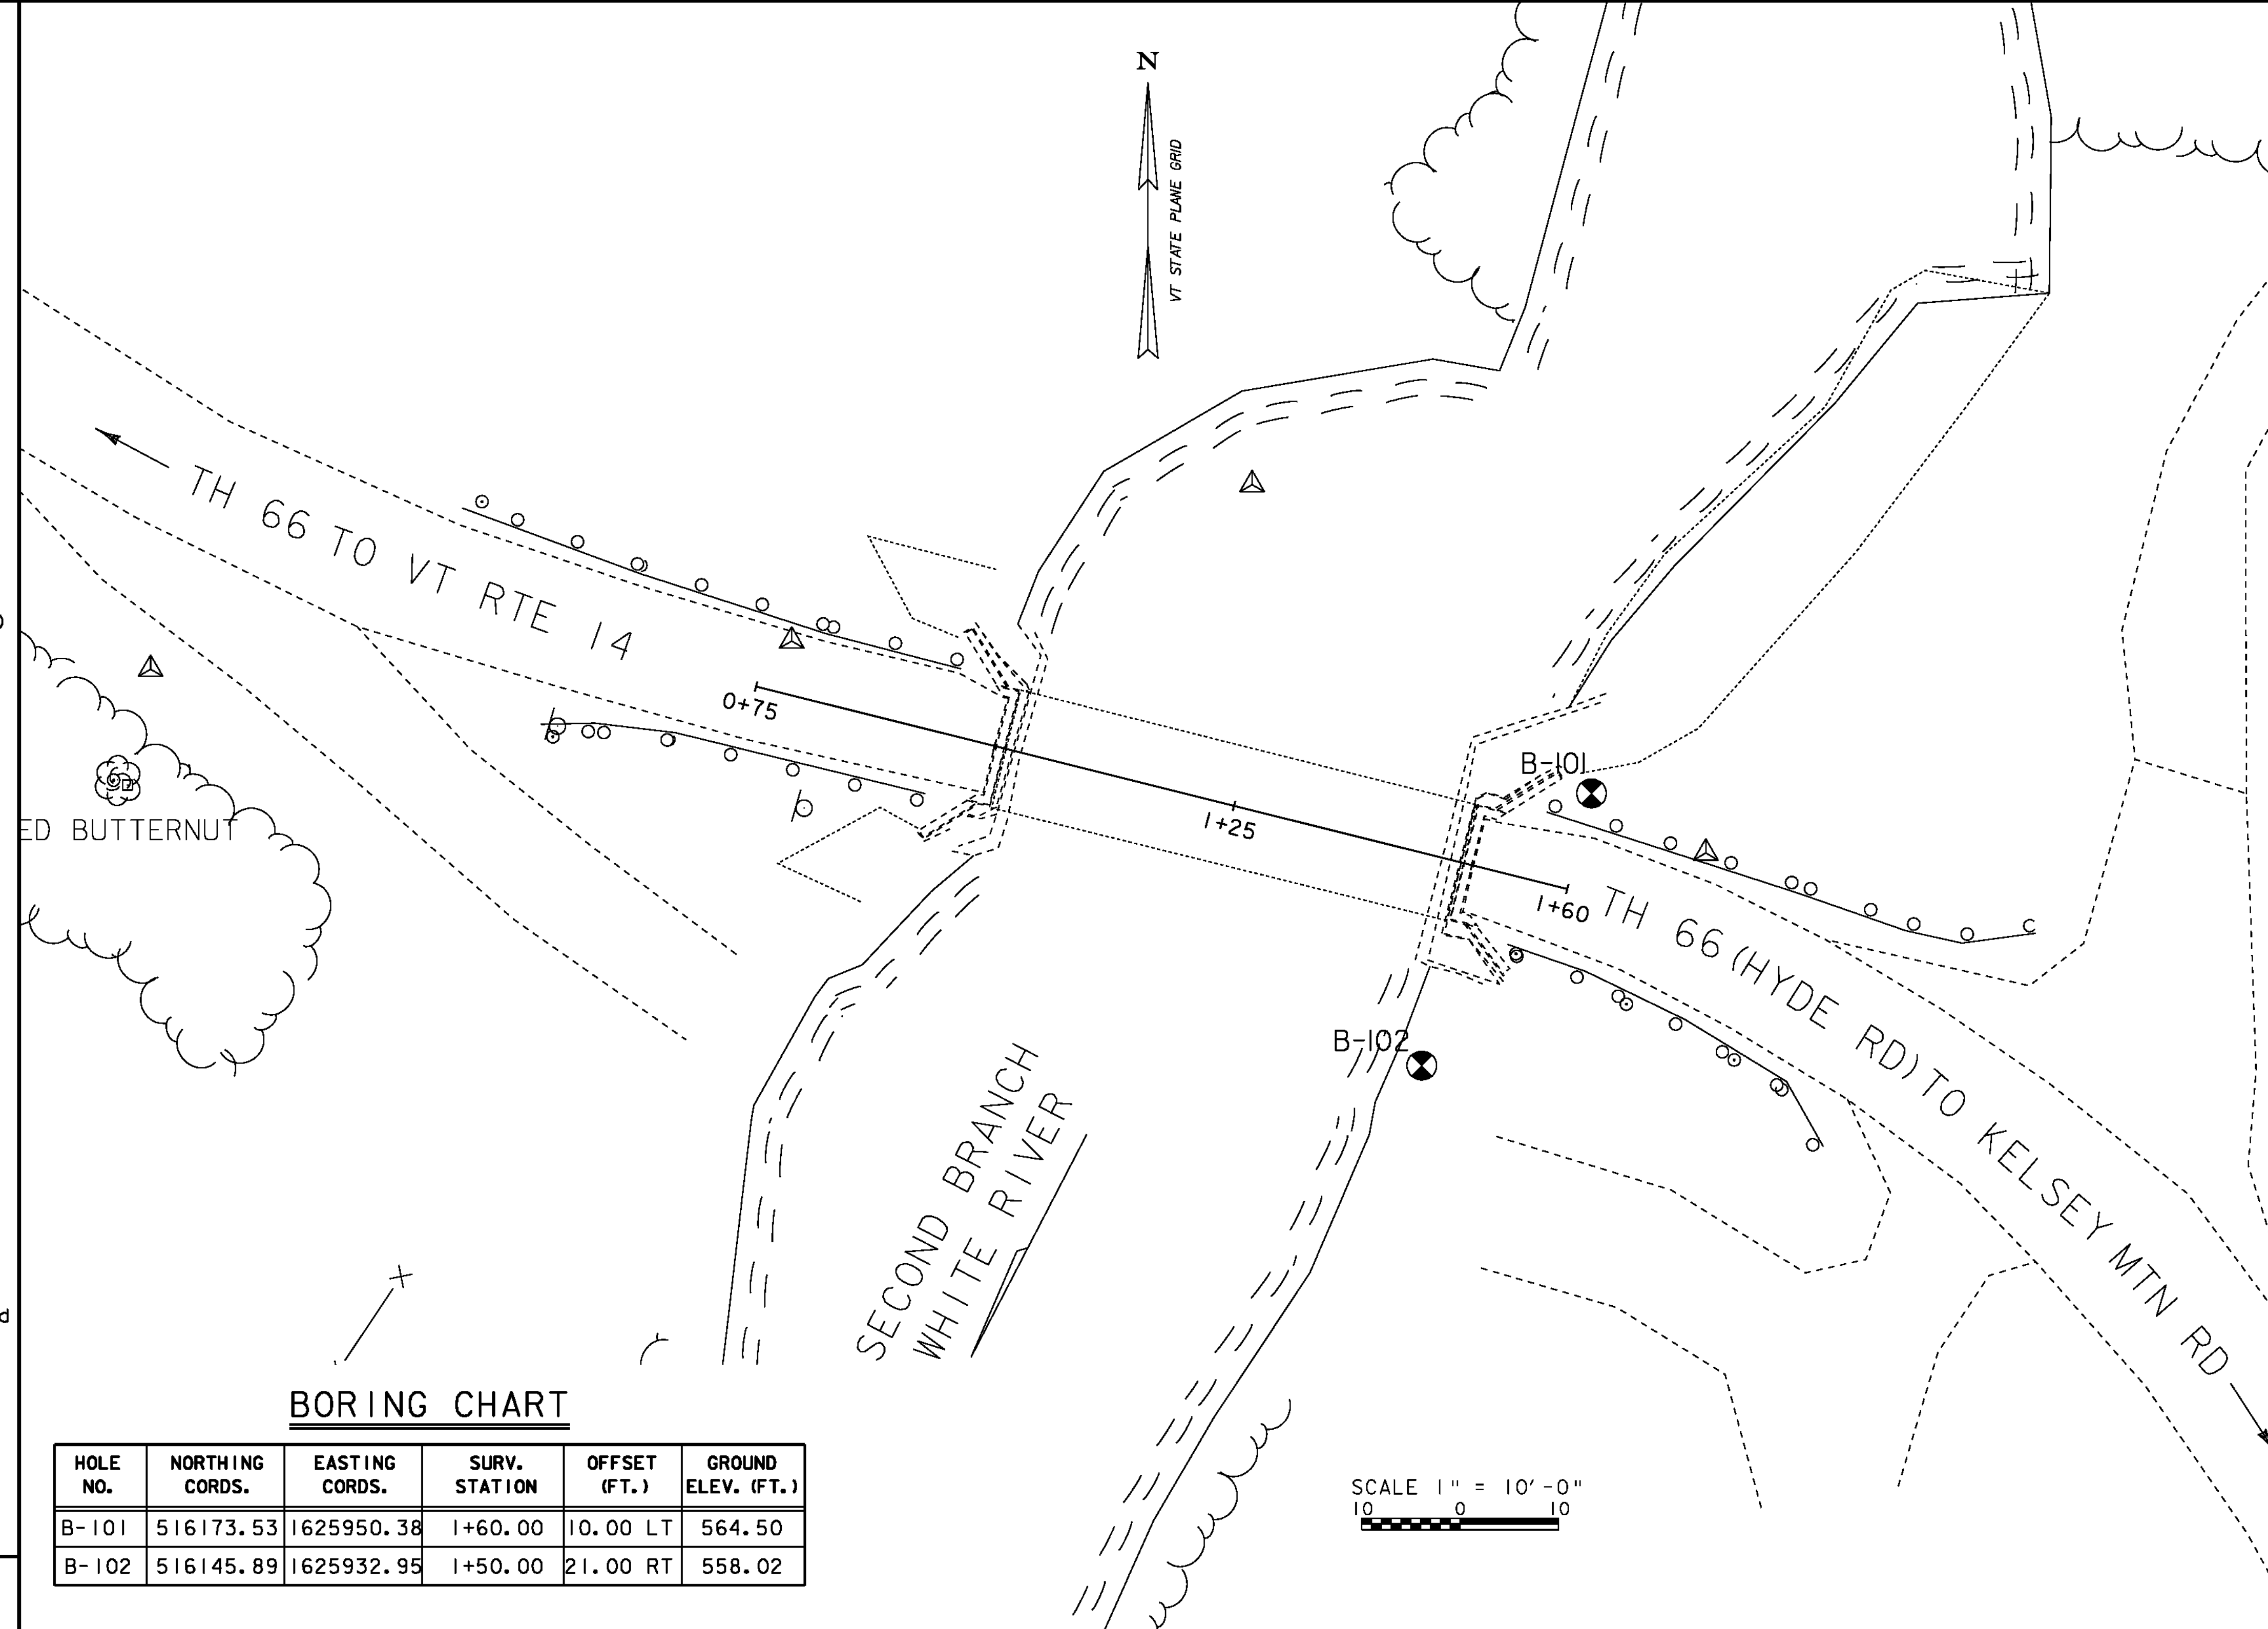 N
VT STATE PLANE GRID
TH 66 TO VT RTE 14
0+75
B-101
ED BUTTERNUT
1+25
1+60
TH 66 (HYDE RD) TO KELSEY MTN RD
B-102
SECOND BRANCH
WHITE RIVER
BORING CHART
HOLE NO. NORTHING CORDS. EASTING CORDS. SURV. STATION OFFSET (FT.) GROUND ELEV. (FT.)
B-101 516173.53 1625950.38 1+60.00 10.00 LT 564.50
B-102 516145.89 1625932.95 1+50.00 21.00 RT 558.02
SCALE 1" = 10'-0"
10 0 10